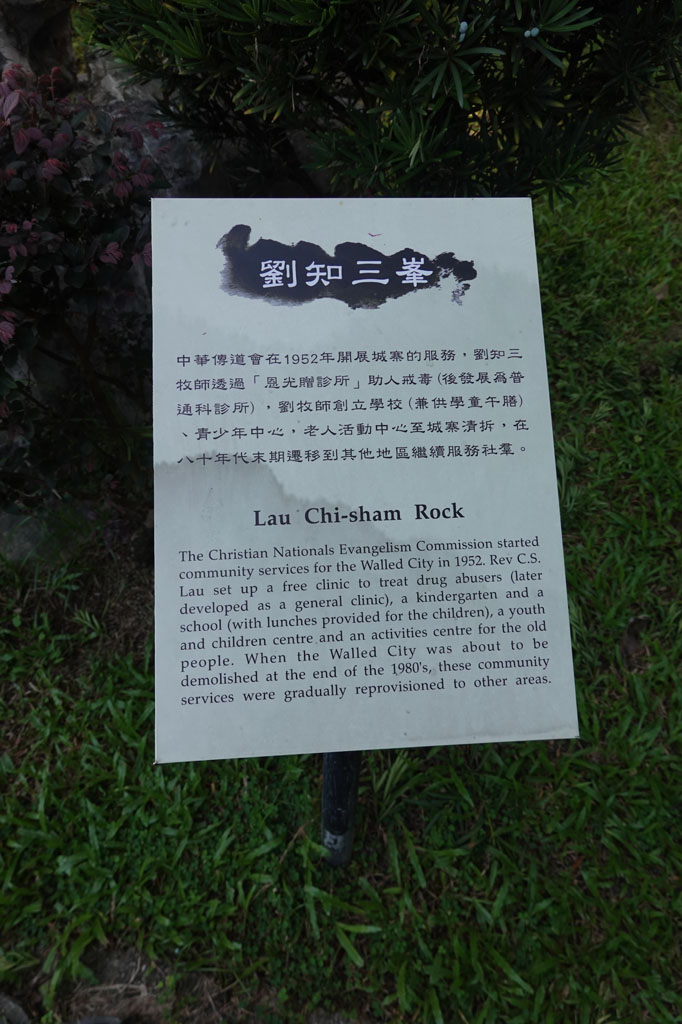 劉知三峯
中華傳道會在1952年開展城寨的服務，劉知三
牧師透過「恩光贈診所」助人戒毒(後發展為普
通科診所)，劉牧師創立學校(兼供學童午膳)
、青少年中心，老人活動中心至城寨清拆，在
八十年代末期遷移到其他地區繼續服務社羣。
Lau Chi-sham Rock
The Christian Nationals Evangelism Commission started
community services for the Walled City in 1952. Rev C.S.
Lau set up a free clinic to treat drug abusers (later
developed as a general clinic), a kindergarten and a
school (with lunches provided for the children), a youth
and children centre and an activities centre for the old
people. When the Walled City was about to be
demolished at the end of the 1980's, these community
services were gradually reprovisioned to other areas.